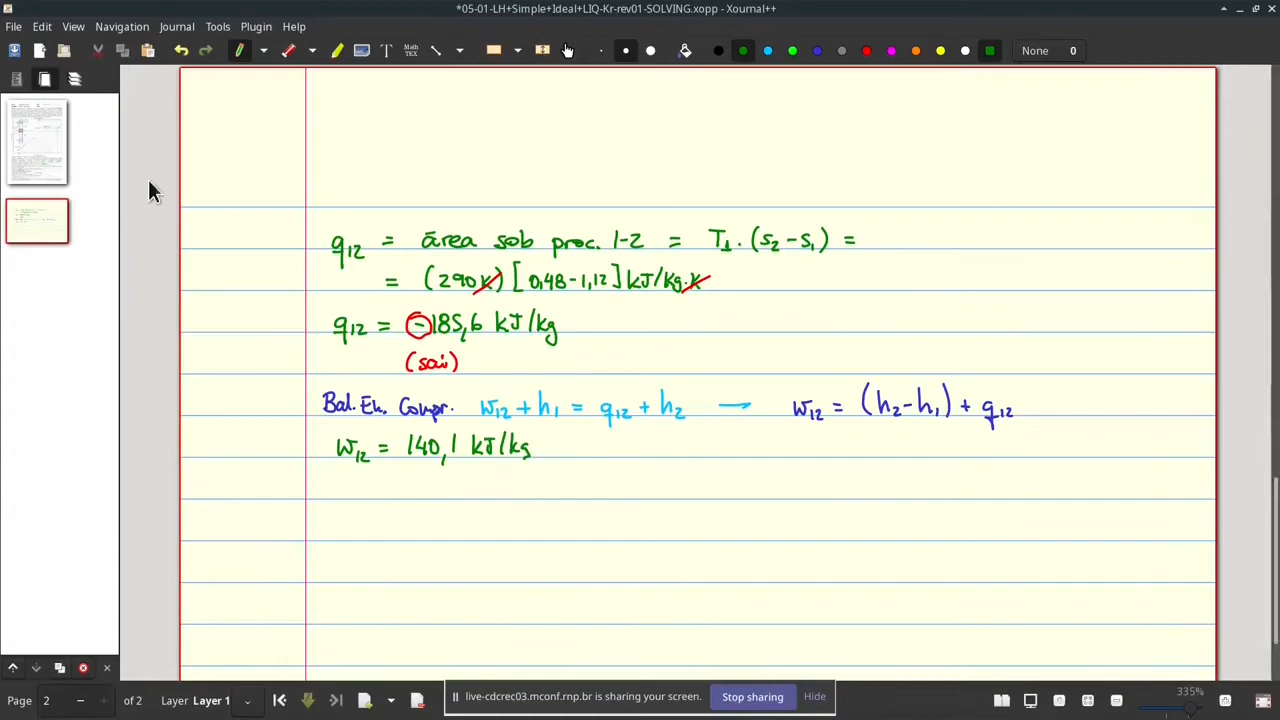 *05-01-LH+Simple+Ideal+LIQ-Kr-rev01-SOLVING.xopp - Xournal++
File Edit View Navigation Journal Tools Plugin Help
None 0
q12 = área sob proc. 1-2 = T1.(s2-s1) =
= (290K) [0,48-1,12] kJ/kg.K
q12 = -185,6 kJ/kg
(sai)
Bal. En. Compr. w12 + h1 = q12 + h2 → w12 = (h2-h1) + q12
w12 = 140,1 kJ/kg
Page 2 of 2 Layer Layer 1
live-cdcrec03.mconf.rnp.br is sharing your screen. Stop sharing Hide
335%